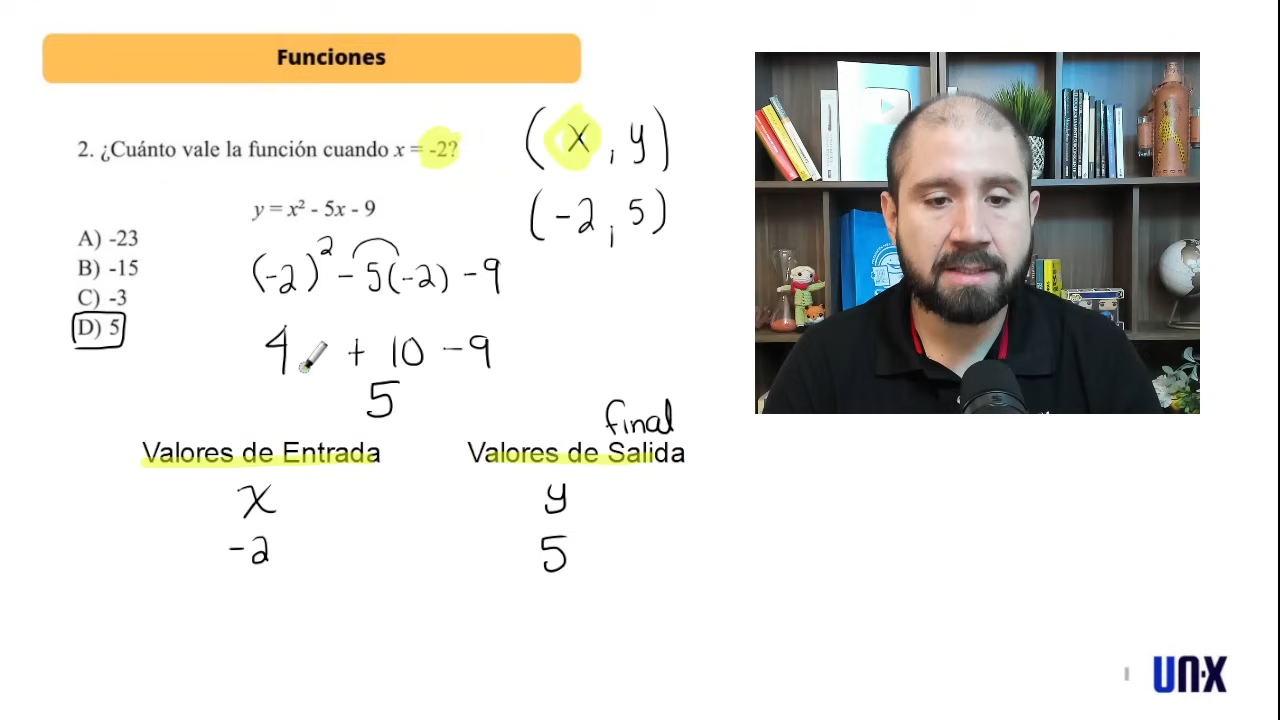 Funciones
2. ¿Cuánto vale la función cuando x = -2?
(x, y)
(-2, 5)
y = x² - 5x - 9
A) -23
B) -15
C) -3
D) 5
(-2)² - 5(-2) - 9
4 + 10 - 9
5
final
Valores de Entrada
Valores de Salida
x
y
-2
5
UNX